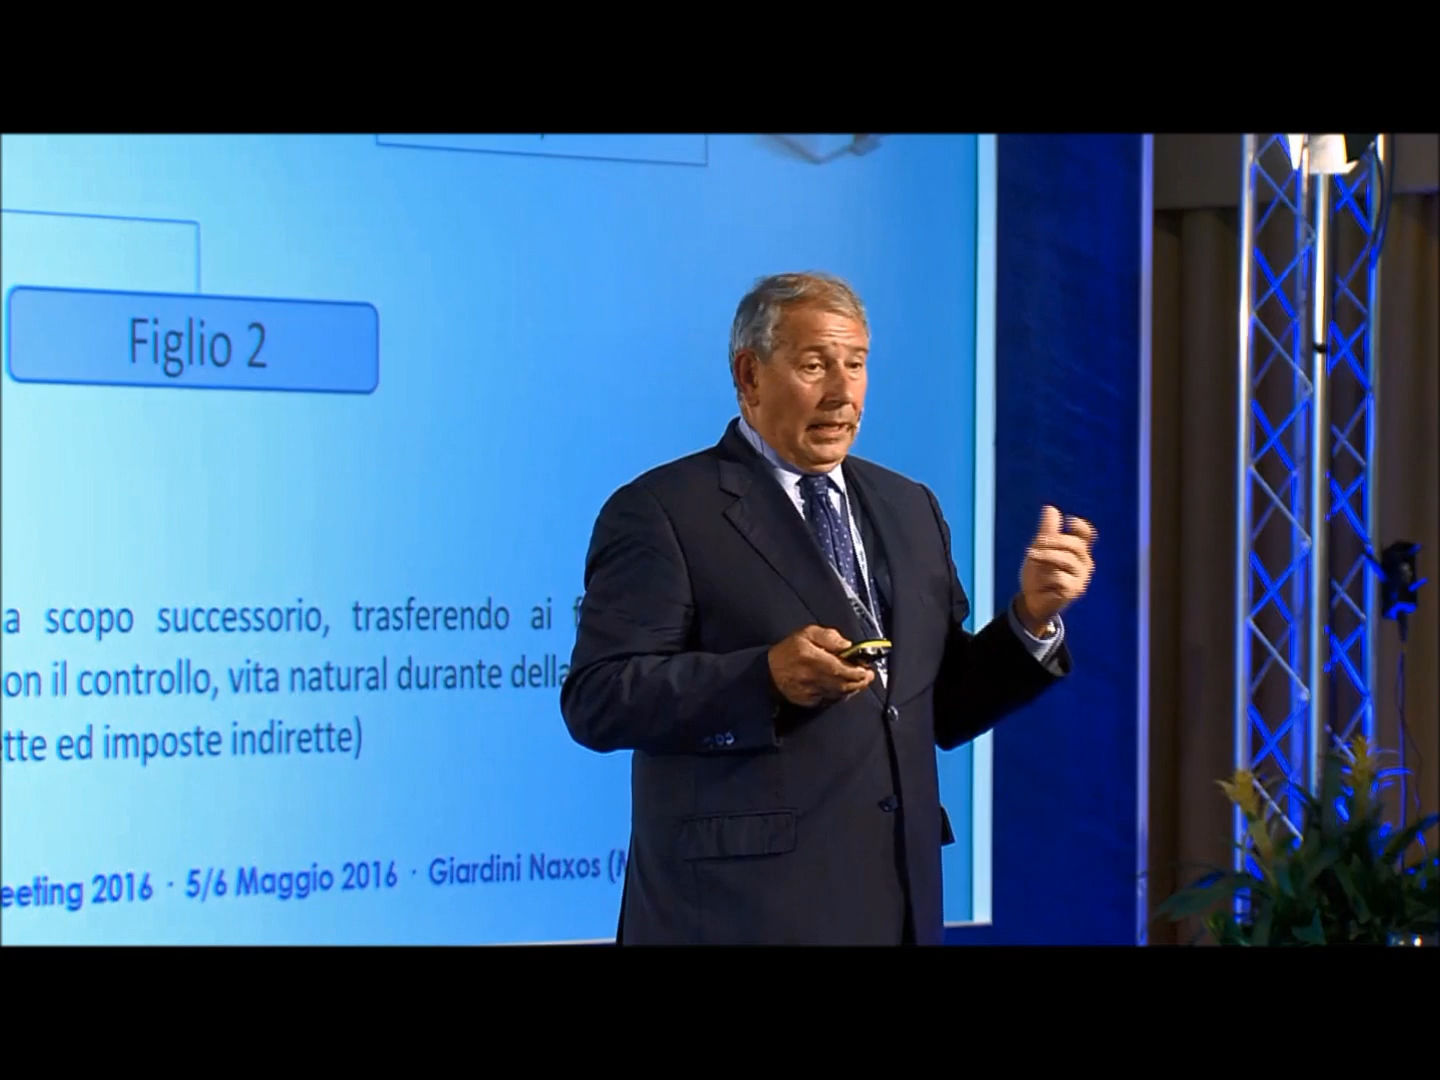 Figlio 2
a scopo successorio, trasferendo ai
on il controllo, vita natural durante della
tte ed imposte indirette)
eeting 2016 · 5/6 Maggio 2016 · Giardini Naxos (M